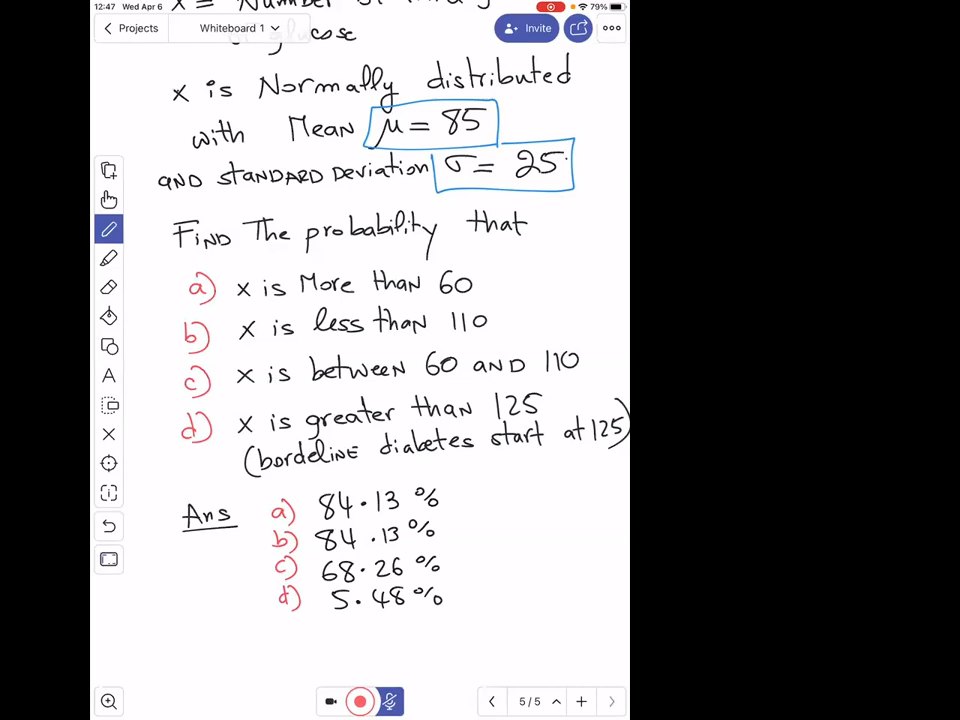 12:47 Wed Apr 6
79%
x = Number of
Projects
Whiteboard 1
Invite
glucose
x is Normally distributed
with Mean μ = 85
AND STANDARD Deviation σ = 25
FIND The probability that
a) x is More than 60
b) x is less than 110
c) x is between 60 AND 110
d) x is greater than 125
(bordeline diabetes start at 125)
Ans a) 84.13 %
b) 84.13 %
c) 68.26 %
d) 5.48 %
5 / 5